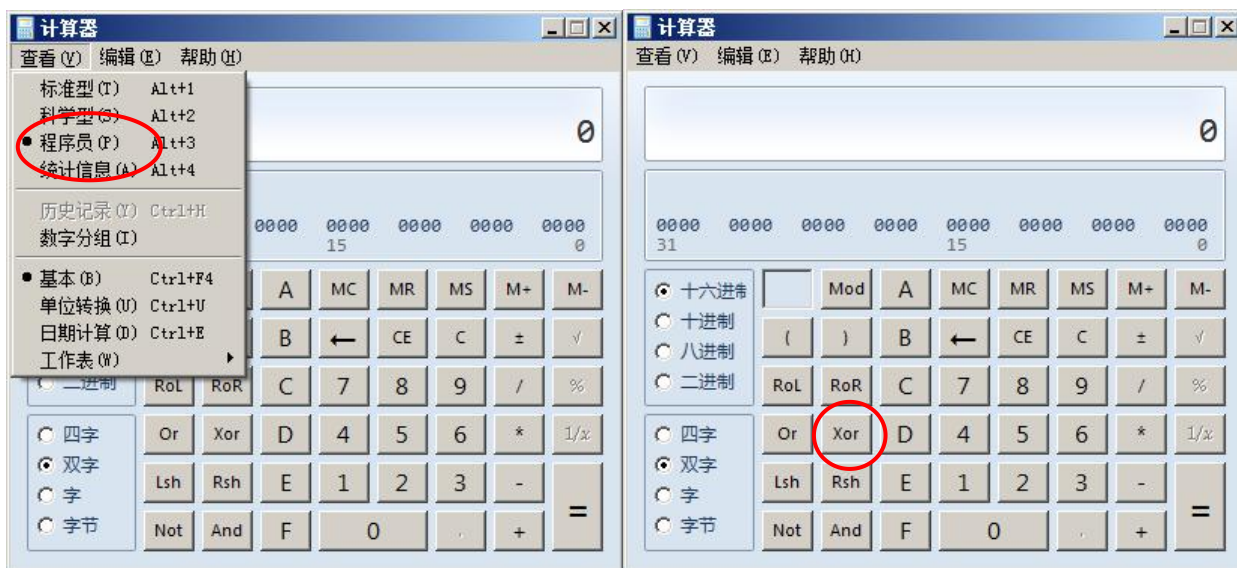 计算器
查看(V) 编辑(E) 帮助(H)
标准型(T) Alt+1
科学型(S) Alt+2
程序员(P) Alt+3
统计信息(A) Alt+4
历史记录(Y) Ctrl+H
数字分组(I)
基本(B) Ctrl+F4
单位转换(U) Ctrl+U
日期计算(D) Ctrl+E
工作表(W)
0
0000 0000 0000 0000 0000
15 0
A MC MR MS M+ M-
B ← CE C ± √
二进制 RoL RoR C 7 8 9 / %
四字 Or Xor D 4 5 6 * 1/x
双字
字 Lsh Rsh E 1 2 3 - =
字节 Not And F 0 . +
计算器
查看(V) 编辑(E) 帮助(H)
0
0000 0000 0000 0000 0000 0000 0000 0000
31 15 0
十六进制 Mod A MC MR MS M+ M-
十进制 ( ) B ← CE C ± √
八进制
二进制 RoL RoR C 7 8 9 / %
四字 Or Xor D 4 5 6 * 1/x
双字
字 Lsh Rsh E 1 2 3 - =
字节 Not And F 0 . +